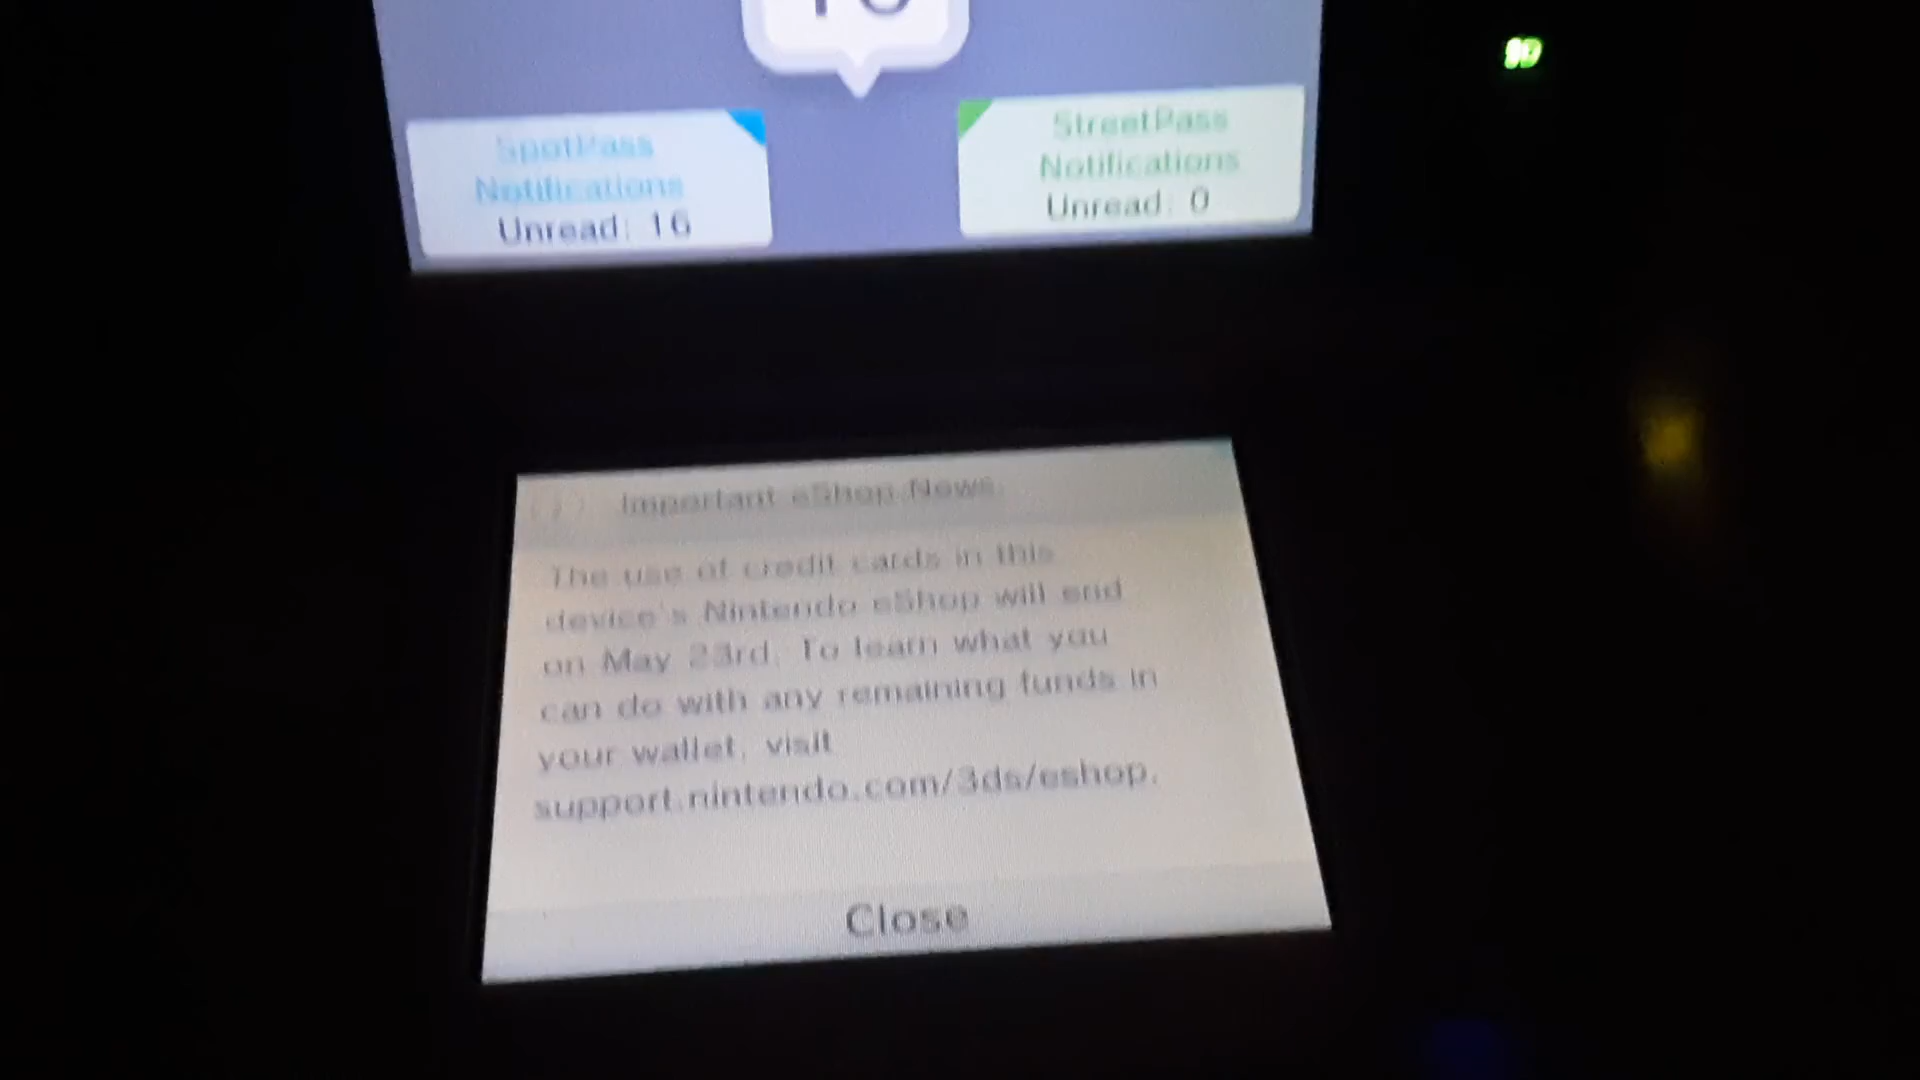 SpotPass
Notifications
Unread: 16
StreetPass
Notifications
Unread: 0
Important eShop News
The use of credit cards in this
device's Nintendo eShop will end
on May 23rd. To learn what you
can do with any remaining funds in
your wallet, visit
support.nintendo.com/3ds/eshop.
Close